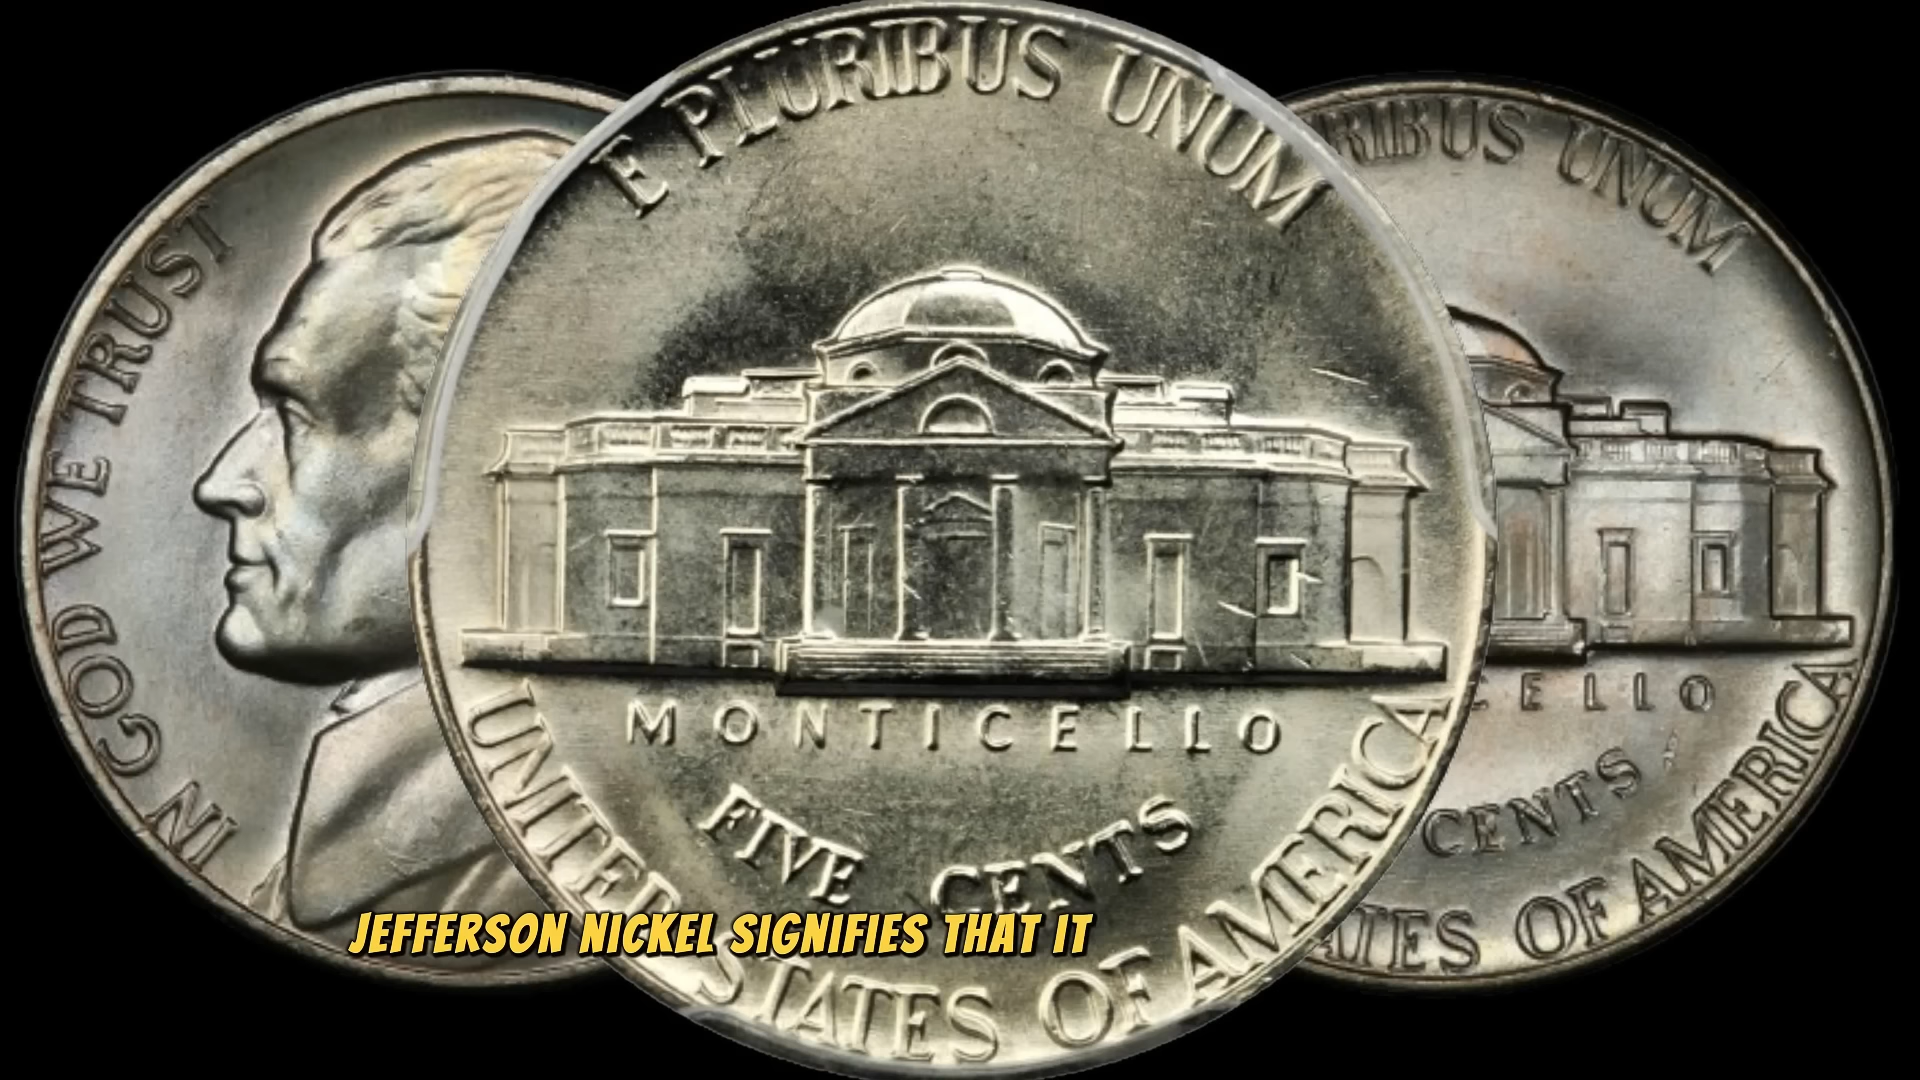 IN GOD WE TRUST
E PLURIBUS UNUM
MONTICELLO
FIVE CENTS
UNITED STATES OF AMERICA
RIBUS UNUM
CELLO
CENTS
ATES OF AMERICA
JEFFERSON NICKEL SIGNIFIES THAT IT